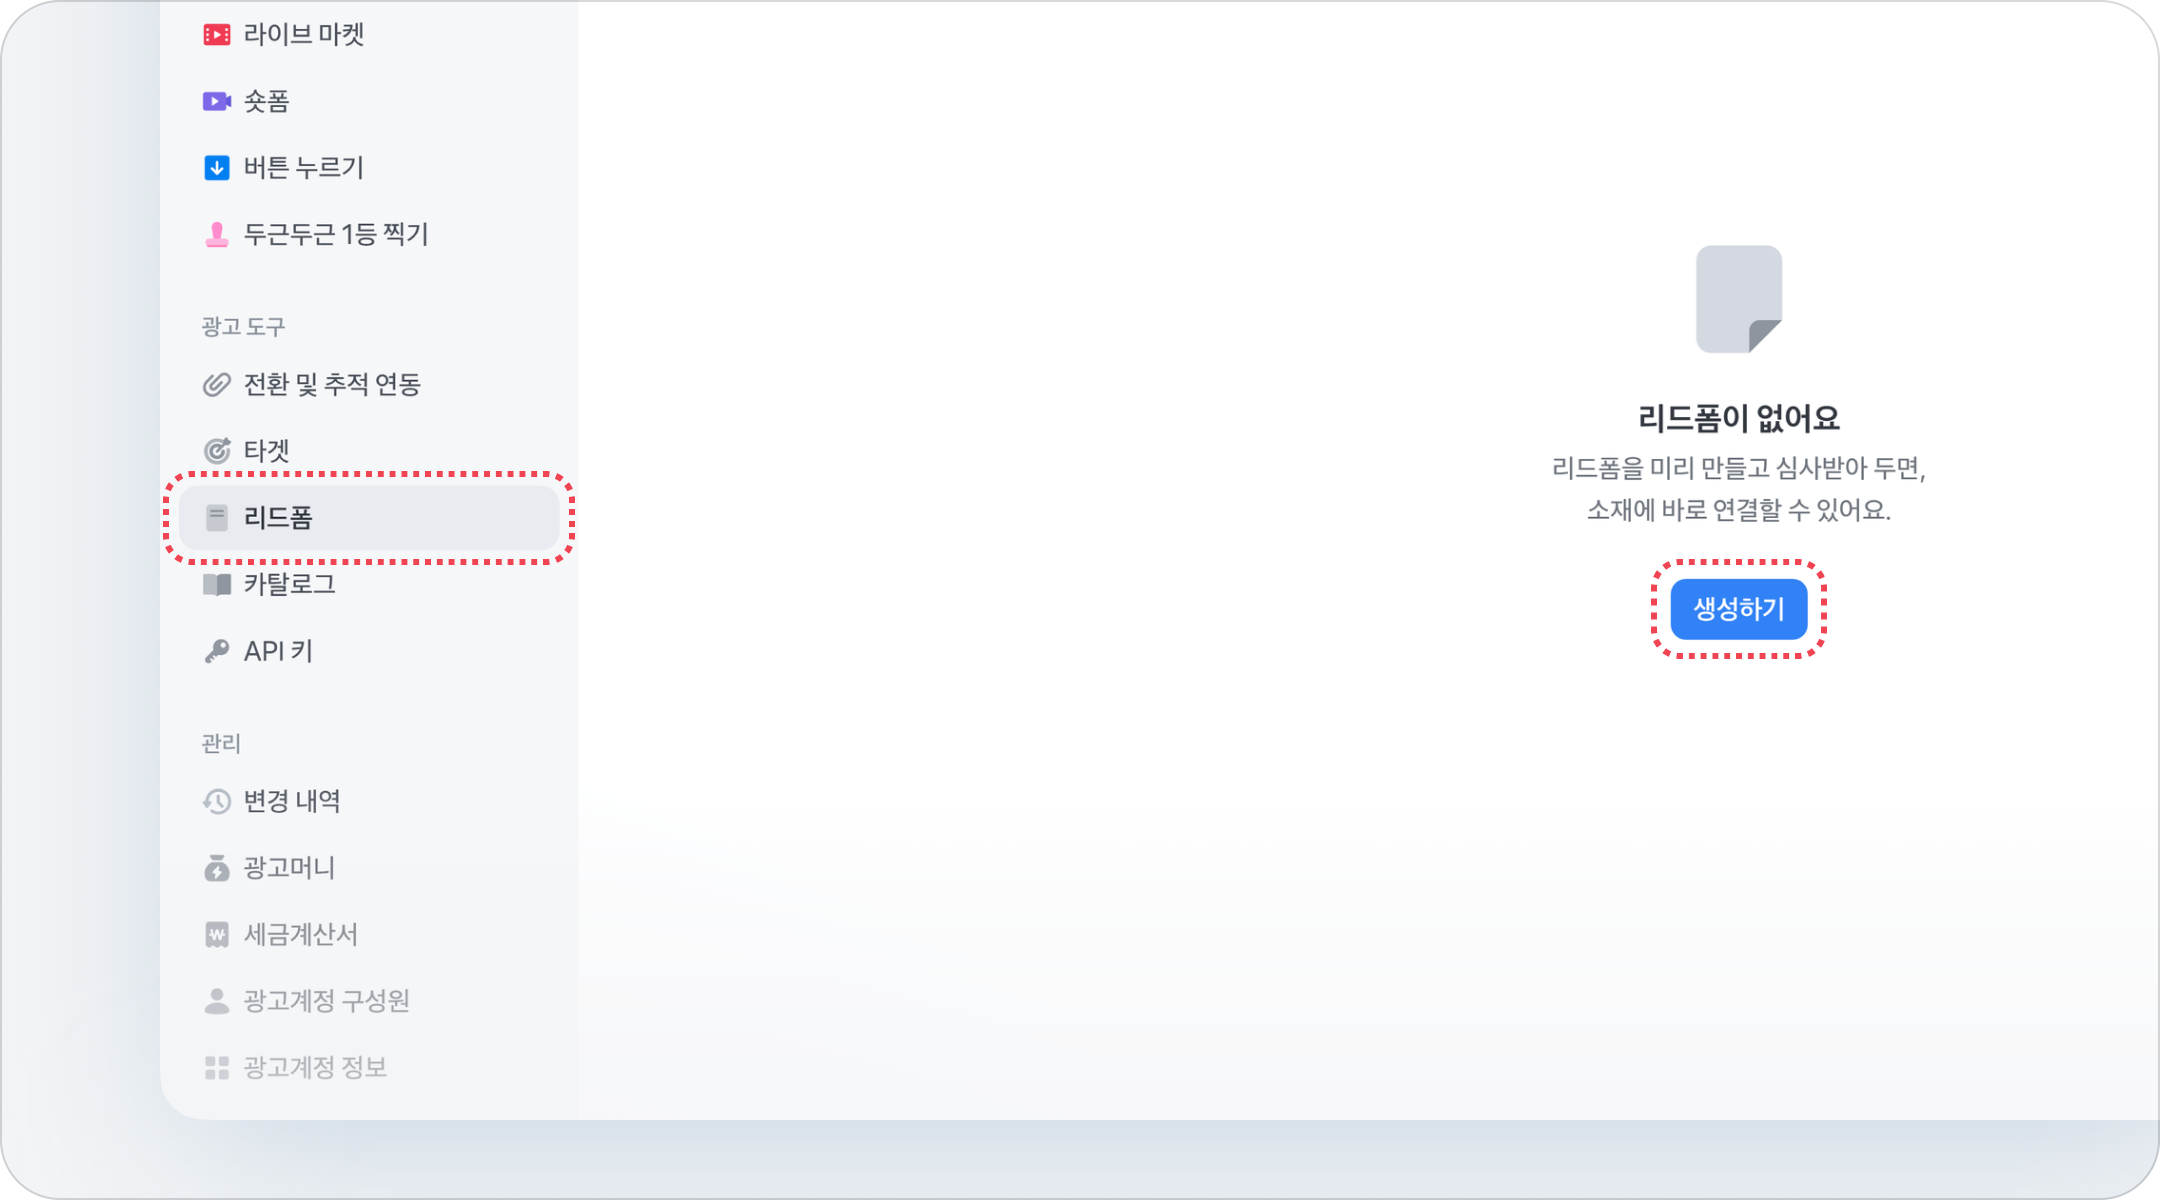 라이브 마켓
숏폼
버튼 누르기
두근두근 1등 찍기
광고 도구
전환 및 추적 연동
타겟
리드폼
카탈로그
API 키
관리
변경 내역
광고머니
세금계산서
광고계정 구성원
광고계정 정보
리드폼이 없어요
리드폼을 미리 만들고 심사받아 두면,
소재에 바로 연결할 수 있어요.
생성하기